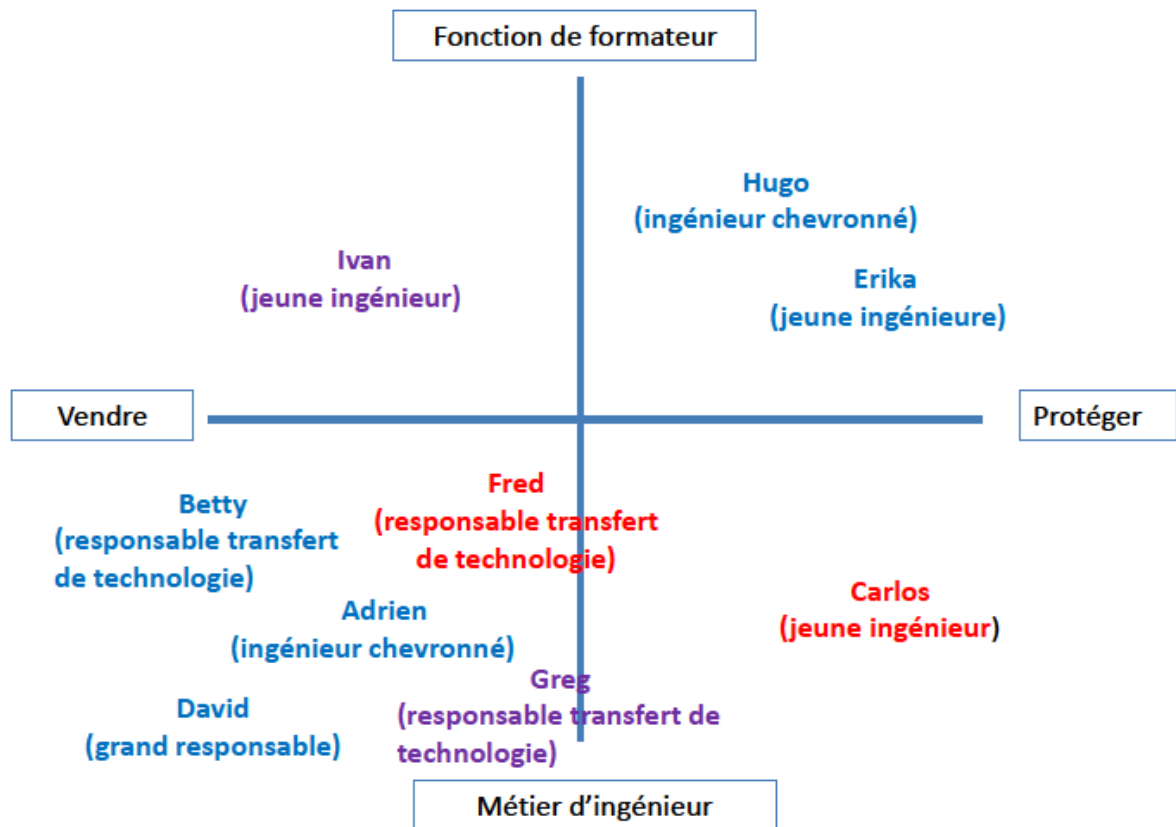 Fonction de formateur
Hugo
(ingénieur chevronné)
Ivan
(jeune ingénieur)
Erika
(jeune ingénieure)
Vendre
Protéger
Fred
(responsable transfert
de technologie)
Betty
(responsable transfert
de technologie)
Carlos
(jeune ingénieur)
Adrien
(ingénieur chevronné)
Greg
(responsable transfert de
technologie)
David
(grand responsable)
Métier d'ingénieur